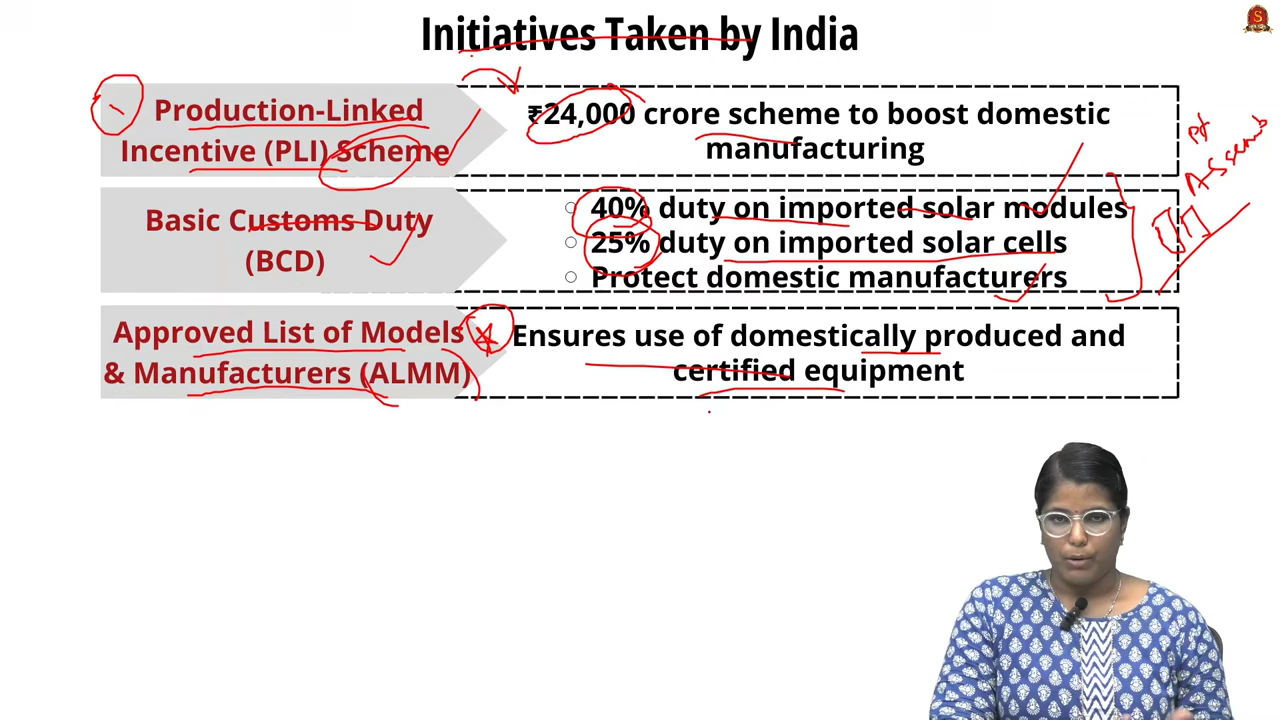 Initiatives Taken by India
Production-Linked
Incentive (PLI) Scheme
₹24,000 crore scheme to boost domestic
manufacturing
Basic Customs Duty
(BCD)
40% duty on imported solar modules
25% duty on imported solar cells
Protect domestic manufacturers
Approved List of Models
& Manufacturers (ALMM)
Ensures use of domestically produced and
certified equipment